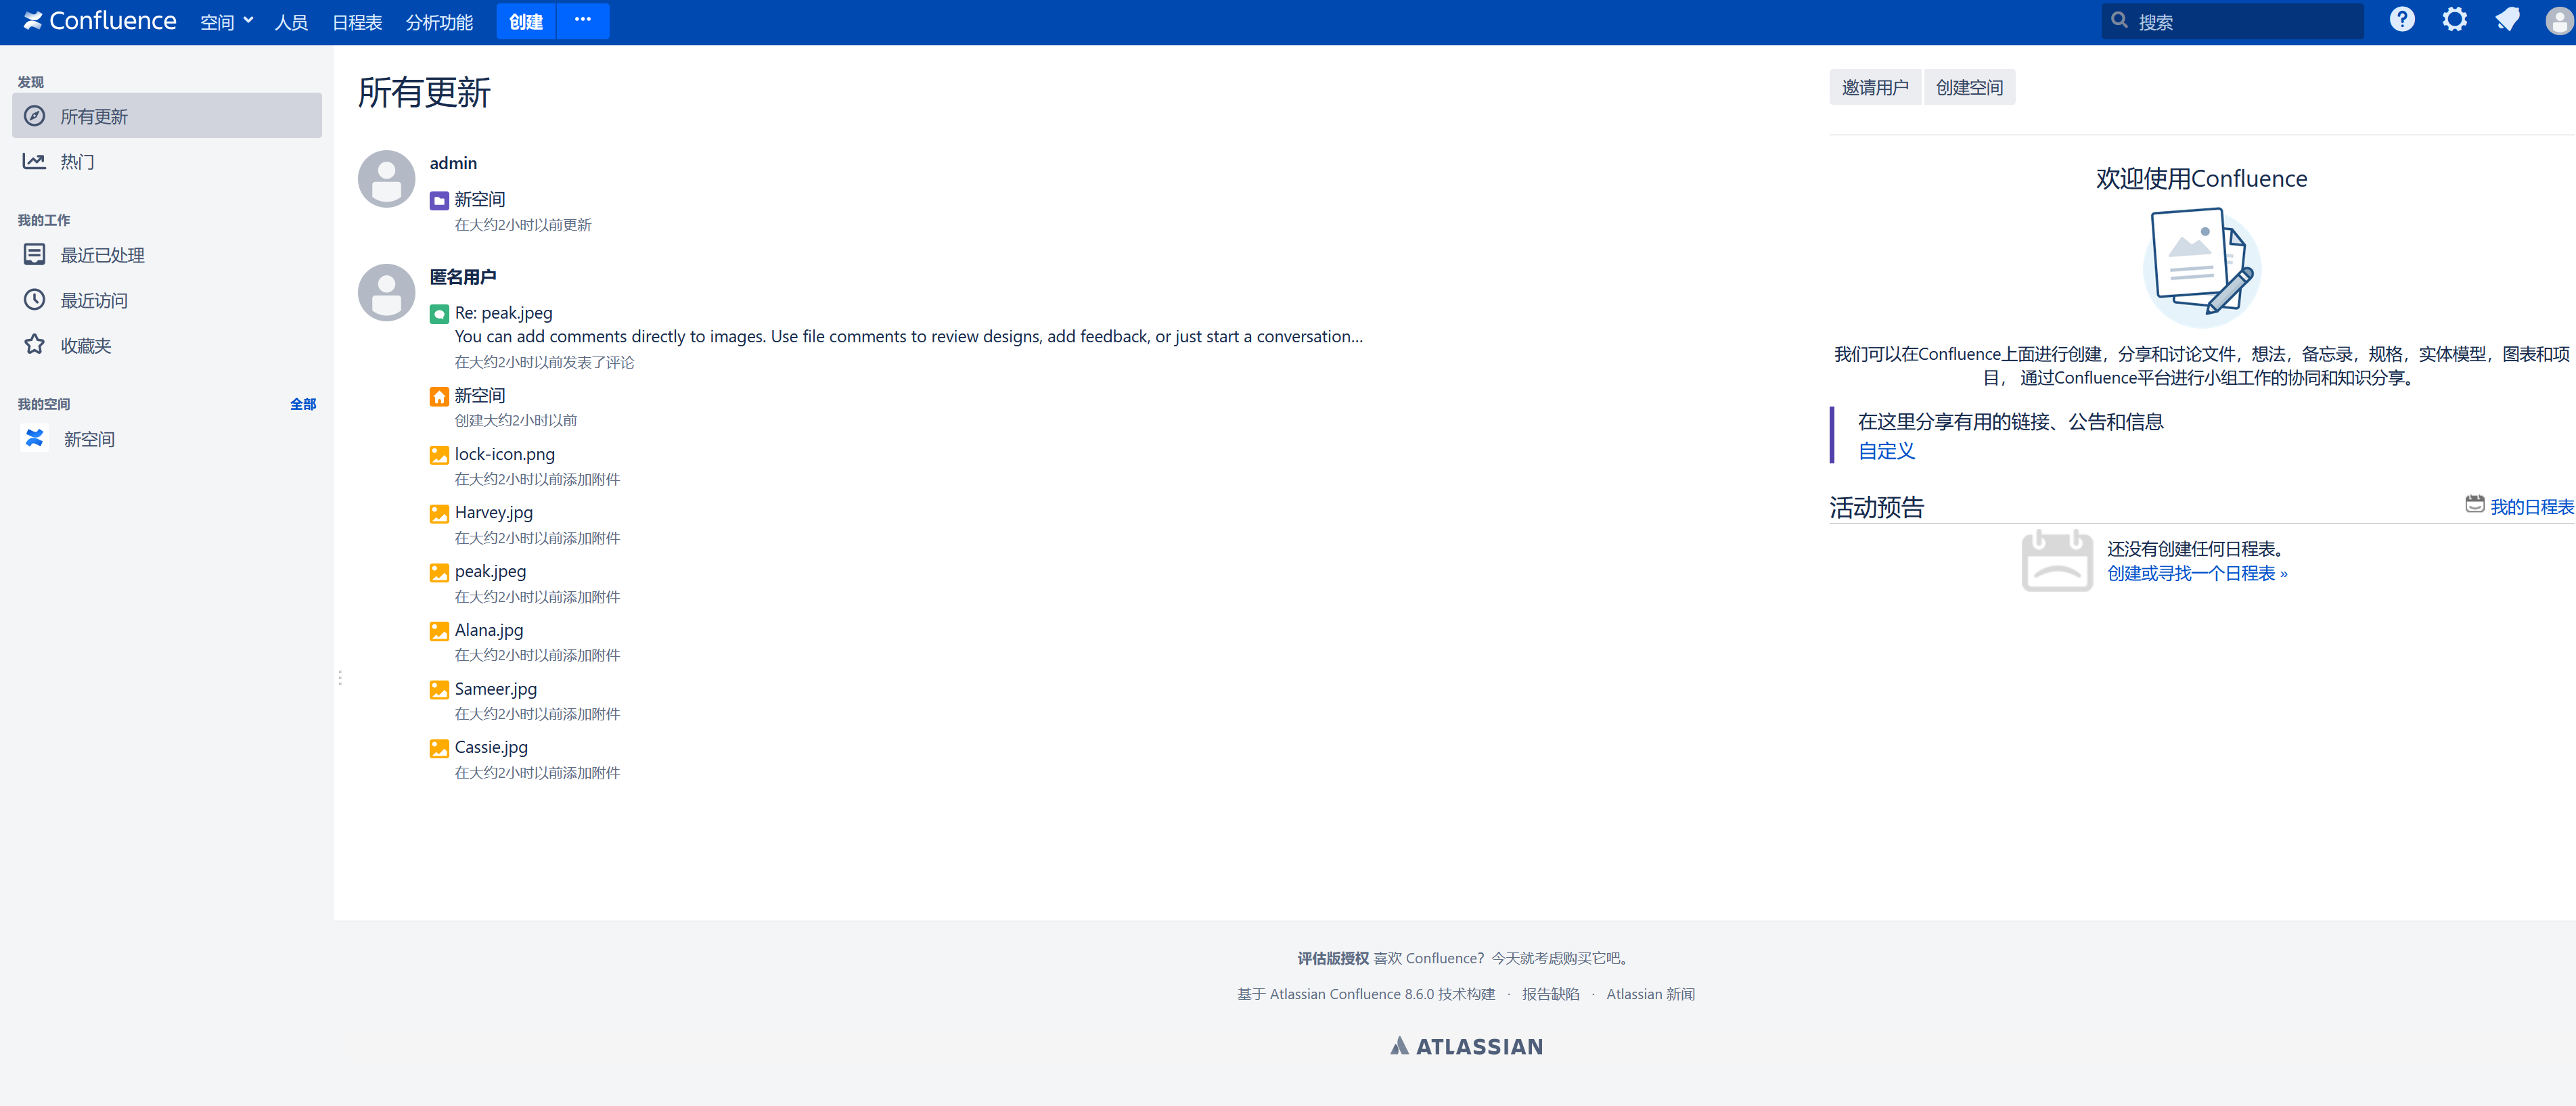 Confluence 空间 人员 日程表 分析功能 创建 ··· 搜索
发现
所有更新
热门
我的工作
最近已处理
最近访问
收藏夹
我的空间 全部
新空间
所有更新
admin
新空间
在大约2小时以前更新
匿名用户
Re: peak.jpeg
You can add comments directly to images. Use file comments to review designs, add feedback, or just start a conversation...
在大约2小时以前发表了评论
新空间
创建大约2小时以前
lock-icon.png
在大约2小时以前添加附件
Harvey.jpg
在大约2小时以前添加附件
peak.jpeg
在大约2小时以前添加附件
Alana.jpg
在大约2小时以前添加附件
Sameer.jpg
在大约2小时以前添加附件
Cassie.jpg
在大约2小时以前添加附件
邀请用户 创建空间
欢迎使用Confluence
我们可以在Confluence上面进行创建，分享和讨论文件，想法，备忘录，规格，实体模型，图表和项
目， 通过Confluence平台进行小组工作的协同和知识分享。
在这里分享有用的链接、公告和信息
自定义
活动预告 我的日程表
还没有创建任何日程表。
创建或寻找一个日程表 »
评估版授权 喜欢 Confluence？今天就考虑购买它吧。
基于 Atlassian Confluence 8.6.0 技术构建 · 报告缺陷 · Atlassian 新闻
ATLASSIAN